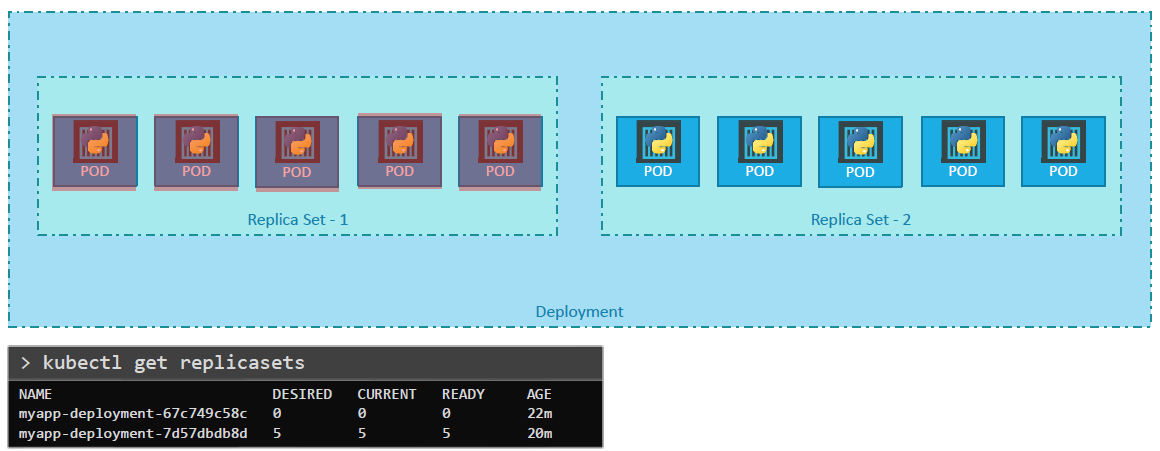 POD POD POD POD POD
Replica Set - 1
POD POD POD POD POD
Replica Set - 2
Deployment
> kubectl get replicasets
NAME DESIRED CURRENT READY AGE
myapp-deployment-67c749c58c 0 0 0 22m
myapp-deployment-7d57dbdb8d 5 5 5 20m